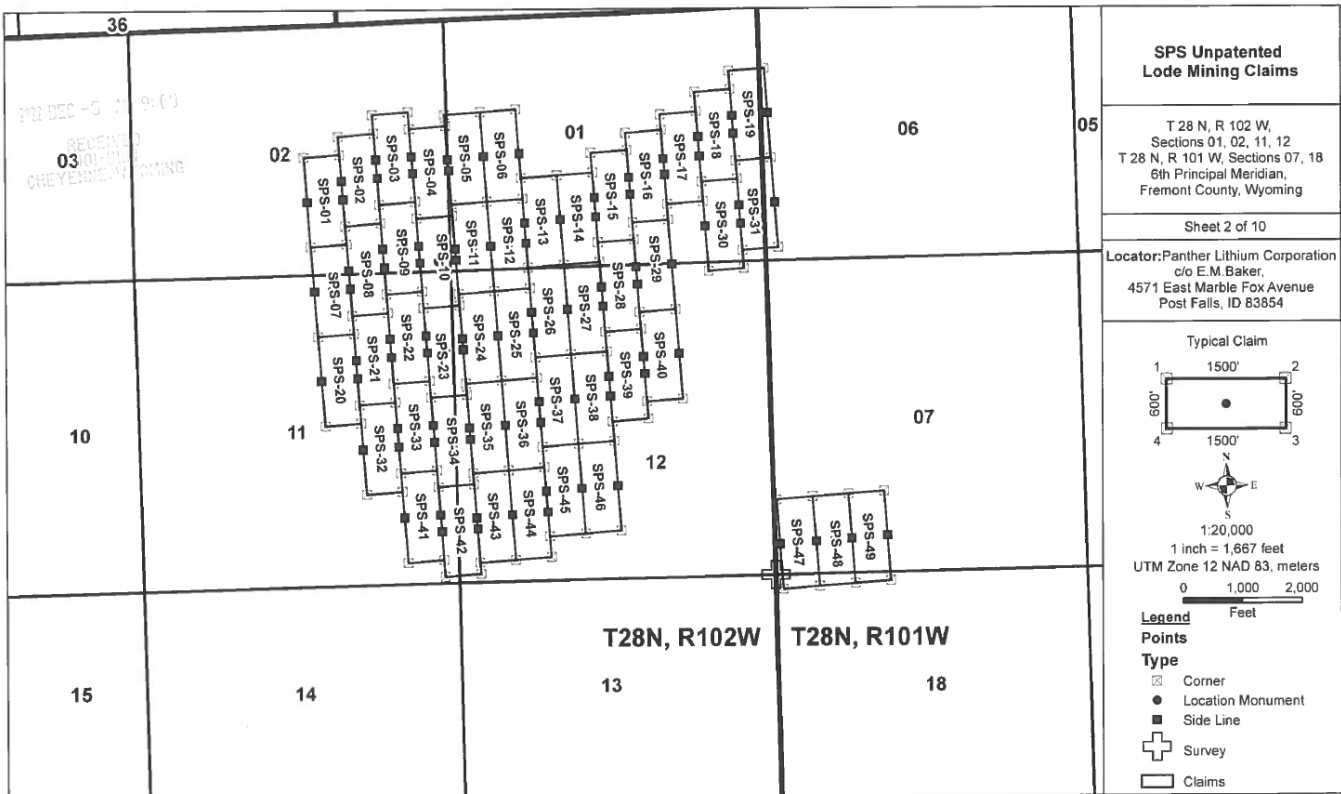 36
03
02
01
06
05
DEC -5 9:00
RECEIVED
CHEYENNE, WYOMING
SPS-01
SPS-02
SPS-03
SPS-04
SPS-05
SPS-06
SPS-07
SPS-08
SPS-09
SPS-10
SPS-11
SPS-12
SPS-13
SPS-14
SPS-15
SPS-16
SPS-17
SPS-18
SPS-19
SPS-20
SPS-21
SPS-22
SPS-23
SPS-24
SPS-25
SPS-26
SPS-27
SPS-28
SPS-29
SPS-30
SPS-31
SPS-32
SPS-33
SPS-34
SPS-35
SPS-36
SPS-37
SPS-38
SPS-39
SPS-40
SPS-41
SPS-42
SPS-43
SPS-44
SPS-45
SPS-46
SPS-47
SPS-48
SPS-49
10
11
12
07
T28N, R102W
T28N, R101W
15
14
13
18
SPS Unpatented
Lode Mining Claims
T 28 N, R 102 W,
Sections 01, 02, 11, 12
T 28 N, R 101 W, Sections 07, 18
6th Principal Meridian,
Fremont County, Wyoming
Sheet 2 of 10
Locator:Panther Lithium Corporation
c/o E.M.Baker,
4571 East Marble Fox Avenue
Post Falls, ID 83854
Typical Claim
1 1500' 2
600' 600'
4 1500' 3
N
W E
S
1:20,000
1 inch = 1,667 feet
UTM Zone 12 NAD 83, meters
0 1,000 2,000
Feet
Legend
Points
Type
Corner
Location Monument
Side Line
Survey
Claims